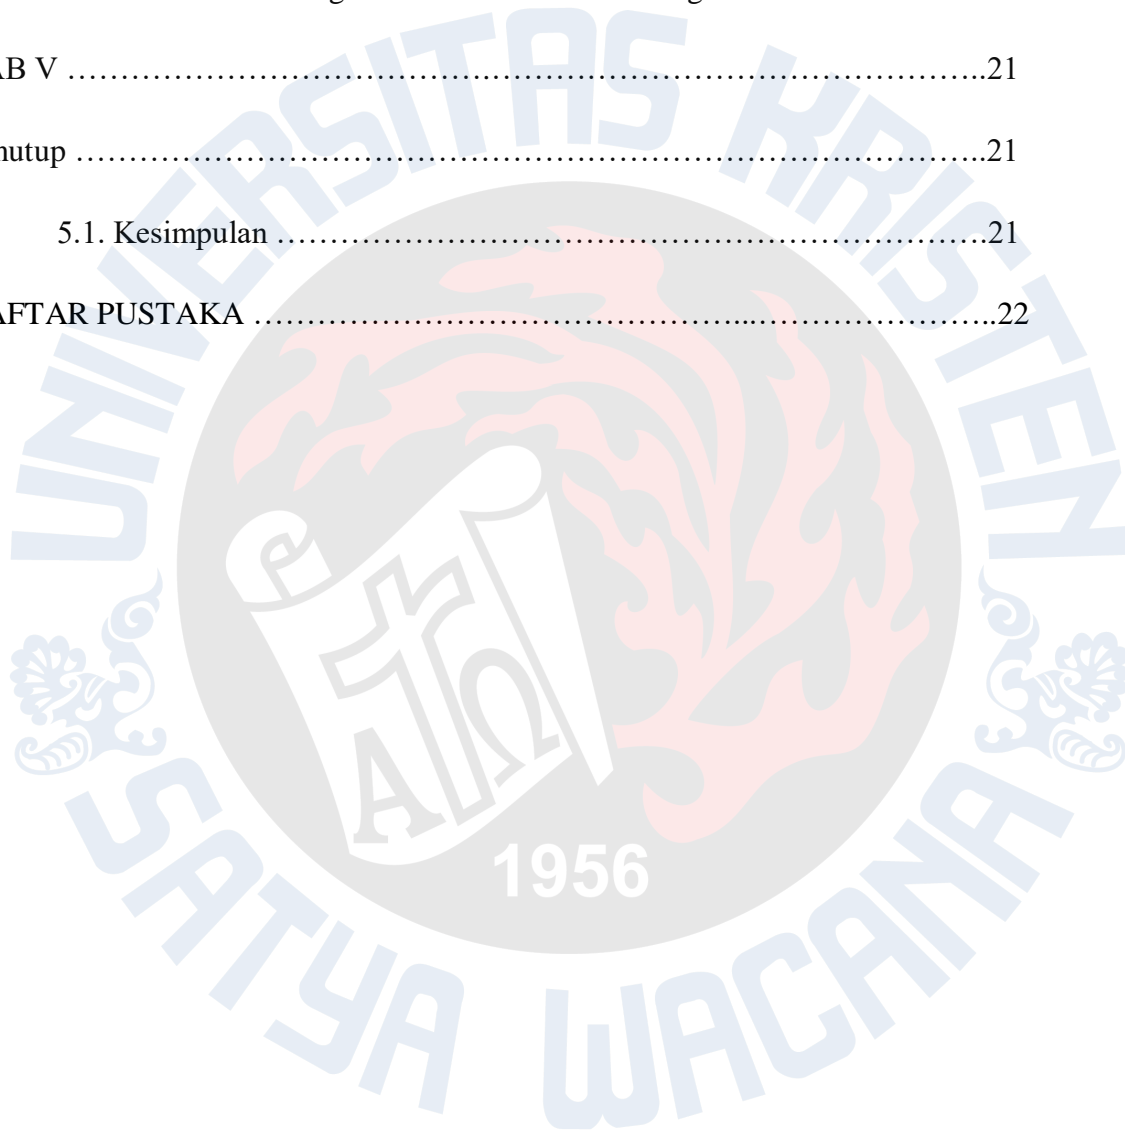 AB V ……………………………………………………………………………..21
nutup ……………………………………………………………………………..21
5.1. Kesimpulan …………………………………………………………….21
AFTAR PUSTAKA ………………………………………...…………………..22
UNIVERSITAS KRISTEN
1956
SATYA WACANA